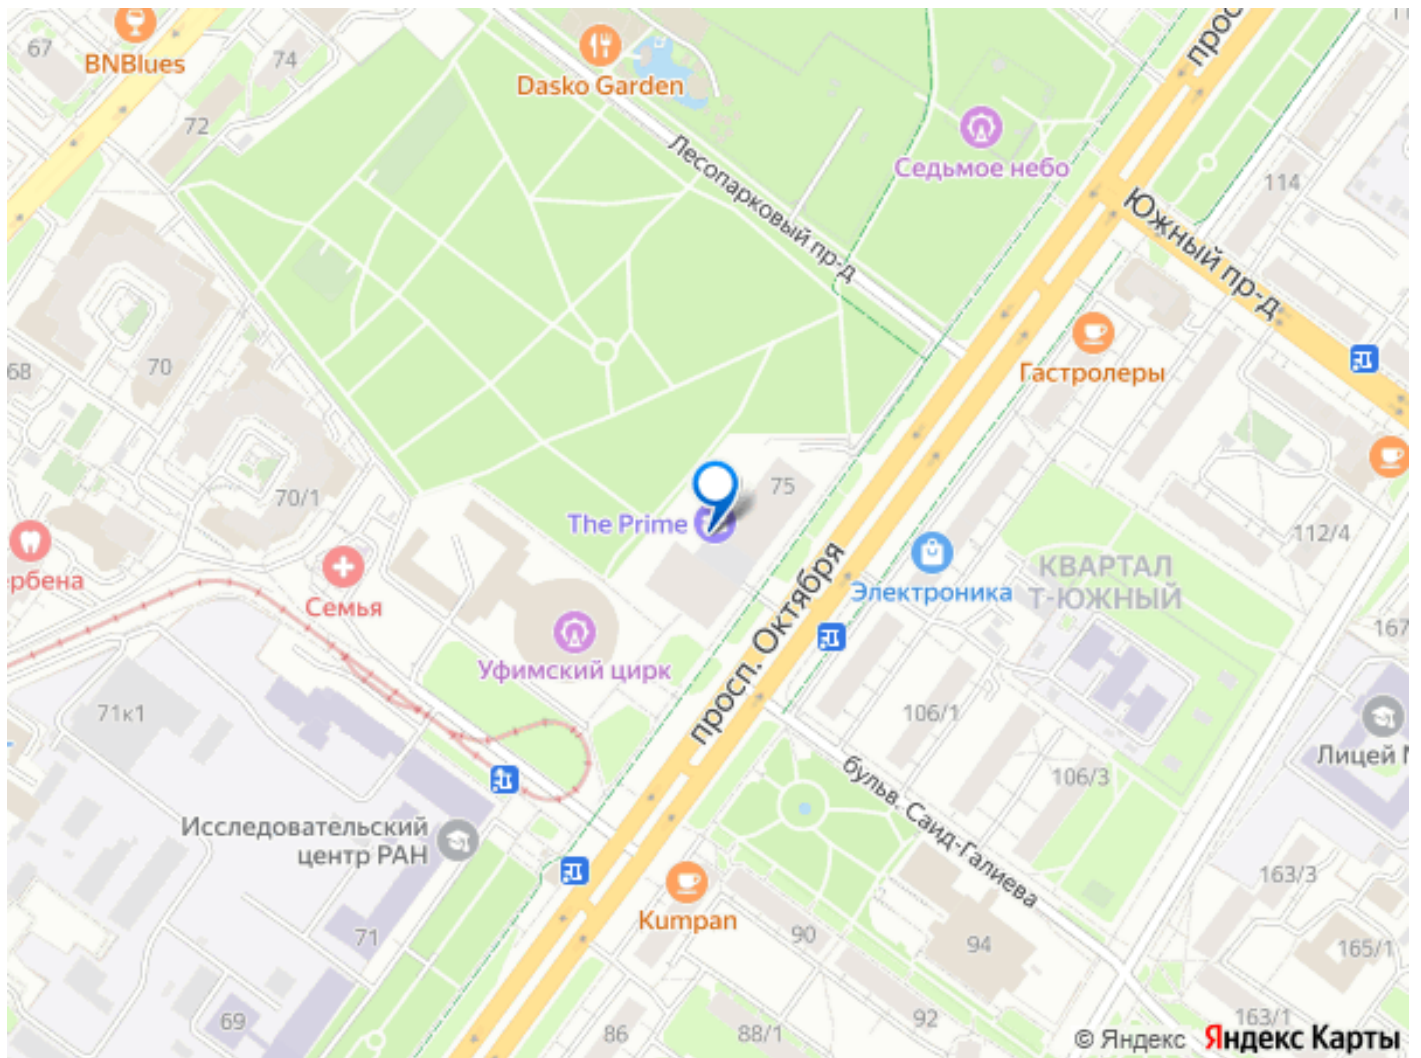 67
BNBlues
74
72
Dasko Garden
Седьмое небо
Лесопарковый пр-д
114
Южный пр-д
68
70
Гастролеры
70/1
75
The Prime
112/4
Электроника
КВАРТАЛ
Т-ЮЖНЫЙ
Семья
Уфимский цирк
просп. Октября
71к1
106/1
106/3
бульв. Саид-Галиева
Исследовательский
центр РАН
Kumpan
163/3
71
90
94
165/1
69
86
88/1
92
163/1
© Яндекс Яндекс Карты